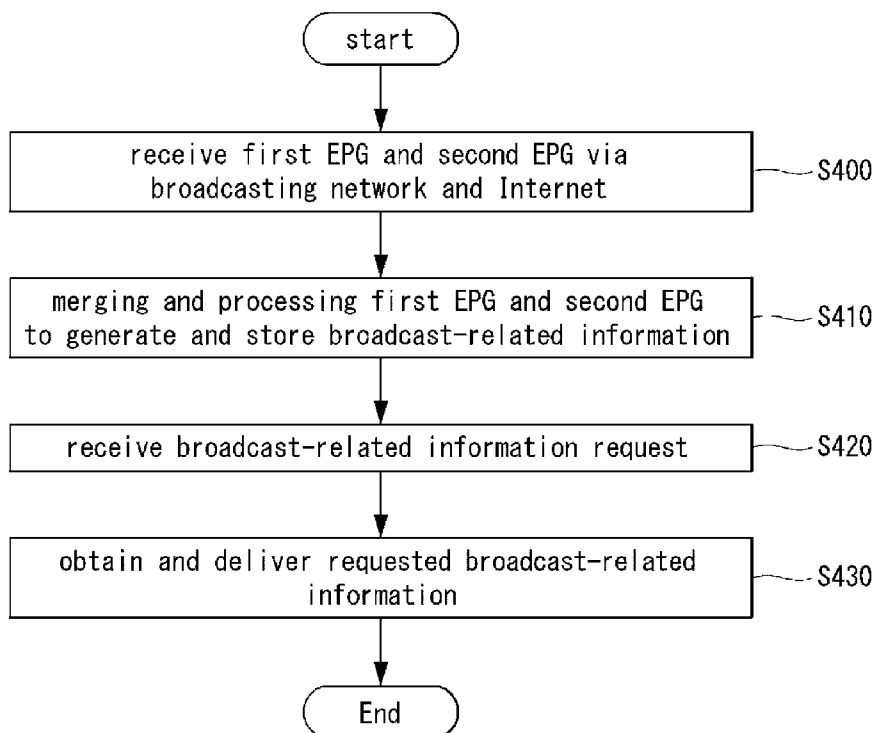 start
receive first EPG and second EPG via
broadcasting network and Internet
S400
merging and processing first EPG and second EPG
to generate and store broadcast-related information
S410
receive broadcast-related information request
S420
obtain and deliver requested broadcast-related
information
S430
End